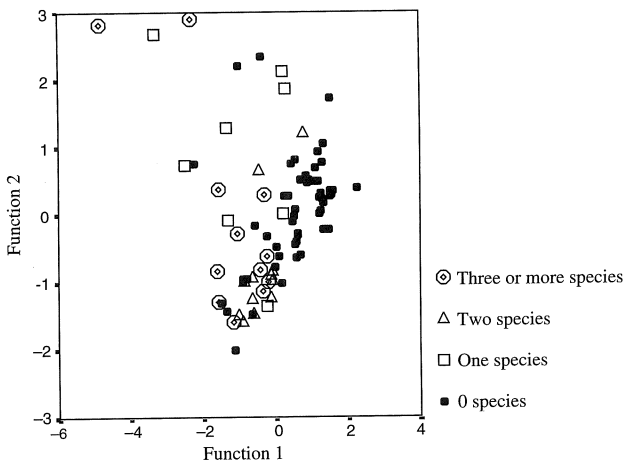 3
2
1
0
−1
−2
−3
Function 2
−6
−4
−2
0
2
4
Function 1
Three or more species
Two species
One species
0 species